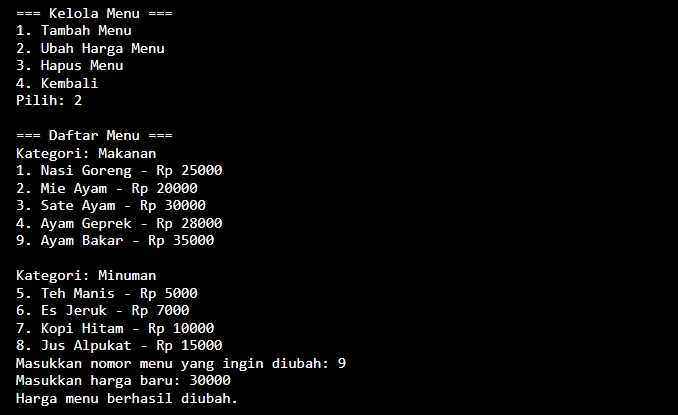 === Kelola Menu ===
1. Tambah Menu
2. Ubah Harga Menu
3. Hapus Menu
4. Kembali
Pilih: 2
=== Daftar Menu ===
Kategori: Makanan
1. Nasi Goreng - Rp 25000
2. Mie Ayam - Rp 20000
3. Sate Ayam - Rp 30000
4. Ayam Geprek - Rp 28000
9. Ayam Bakar - Rp 35000
Kategori: Minuman
5. Teh Manis - Rp 5000
6. Es Jeruk - Rp 7000
7. Kopi Hitam - Rp 10000
8. Jus Alpukat - Rp 15000
Masukkan nomor menu yang ingin diubah: 9
Masukkan harga baru: 30000
Harga menu berhasil diubah.